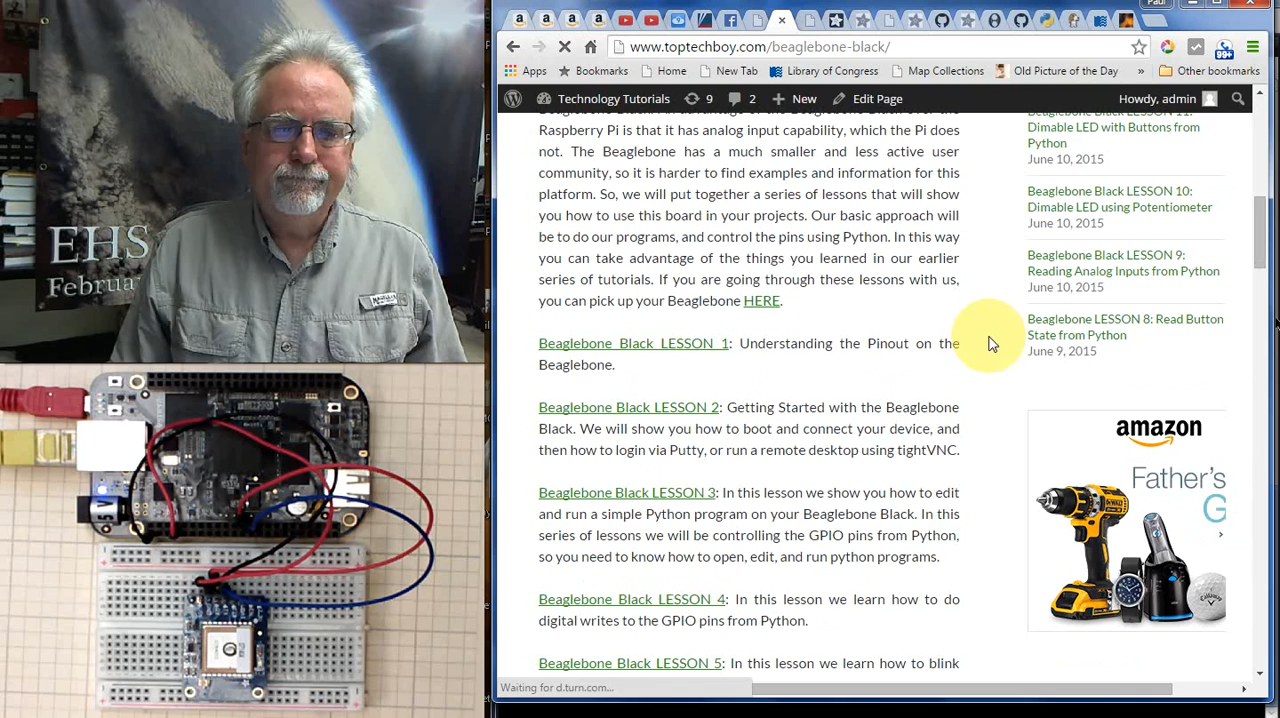 Paul
www.toptechboy.com/beaglebone-black/
99+
Apps Bookmarks Home New Tab Library of Congress Map Collections Old Picture of the Day » Other bookmarks
Technology Tutorials 9 2 New Edit Page Howdy, admin
Raspberry Pi is that it has analog input capability, which the Pi does
not. The Beaglebone has a much smaller and less active user
community, so it is harder to find examples and information for this
platform. So, we will put together a series of lessons that will show
you how to use this board in your projects. Our basic approach will
be to do our programs, and control the pins using Python. In this way
you can take advantage of the things you learned in our earlier
series of tutorials. If you are going through these lessons with us,
you can pick up your Beaglebone HERE.
Beaglebone Black LESSON 1: Understanding the Pinout on the
Beaglebone.
Beaglebone Black LESSON 2: Getting Started with the Beaglebone
Black. We will show you how to boot and connect your device, and
then how to login via Putty, or run a remote desktop using tightVNC.
Beaglebone Black LESSON 3: In this lesson we show you how to edit
and run a simple Python program on your Beaglebone Black. In this
series of lessons we will be controlling the GPIO pins from Python,
so you need to know how to open, edit, and run python programs.
Beaglebone Black LESSON 4: In this lesson we learn how to do
digital writes to the GPIO pins from Python.
Beaglebone Black LESSON 5: In this lesson we learn how to blink
Beaglebone Black LESSON 11:
Dimable LED with Buttons from
Python
June 10, 2015
Beaglebone Black LESSON 10:
Dimable LED using Potentiometer
June 10, 2015
Beaglebone Black LESSON 9:
Reading Analog Inputs from Python
June 10, 2015
Beaglebone LESSON 8: Read Button
State from Python
June 9, 2015
amazon
Father's
G
Waiting for d.turn.com...
EHS
Februa